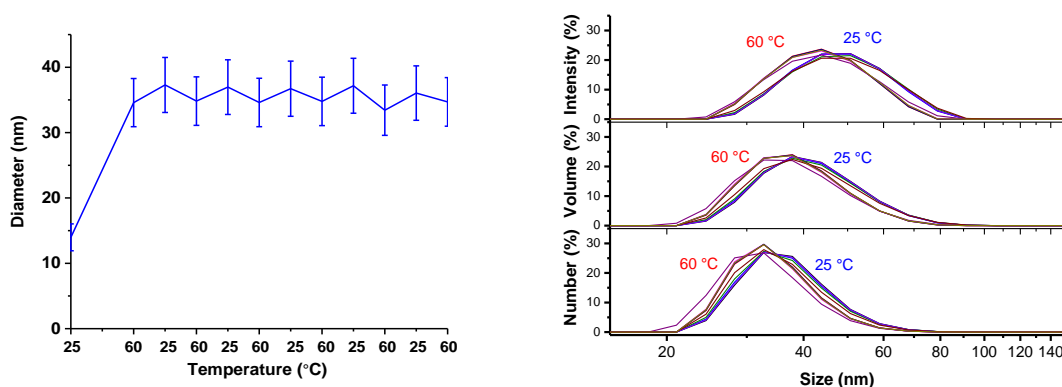 40
30
20
10
0
Diameter (nm)
25 60 25 60 25 60 25 60 25 60 25 60
Temperature (°C)
30
20
10
0
Intensity (%)
60 °C
25 °C
30
20
10
0
Volume (%)
60 °C
25 °C
30
20
10
0
Number (%)
60 °C
25 °C
20 40 60 80 100 120 140
Size (nm)